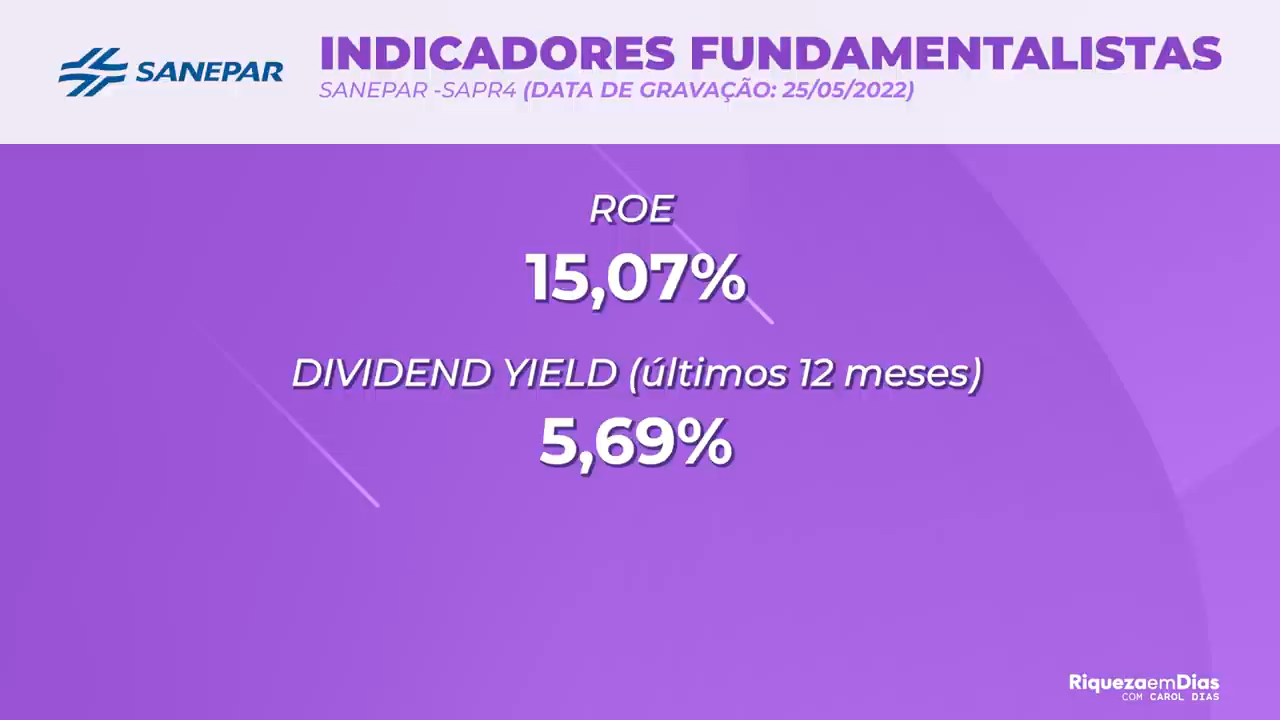 SANEPAR
INDICADORES FUNDAMENTALISTAS
SANEPAR -SAPR4 (DATA DE GRAVAÇÃO: 25/05/2022)
ROE
15,07%
DIVIDEND YIELD (últimos 12 meses)
5,69%
RiquezaemDias
COM CAROL DIAS